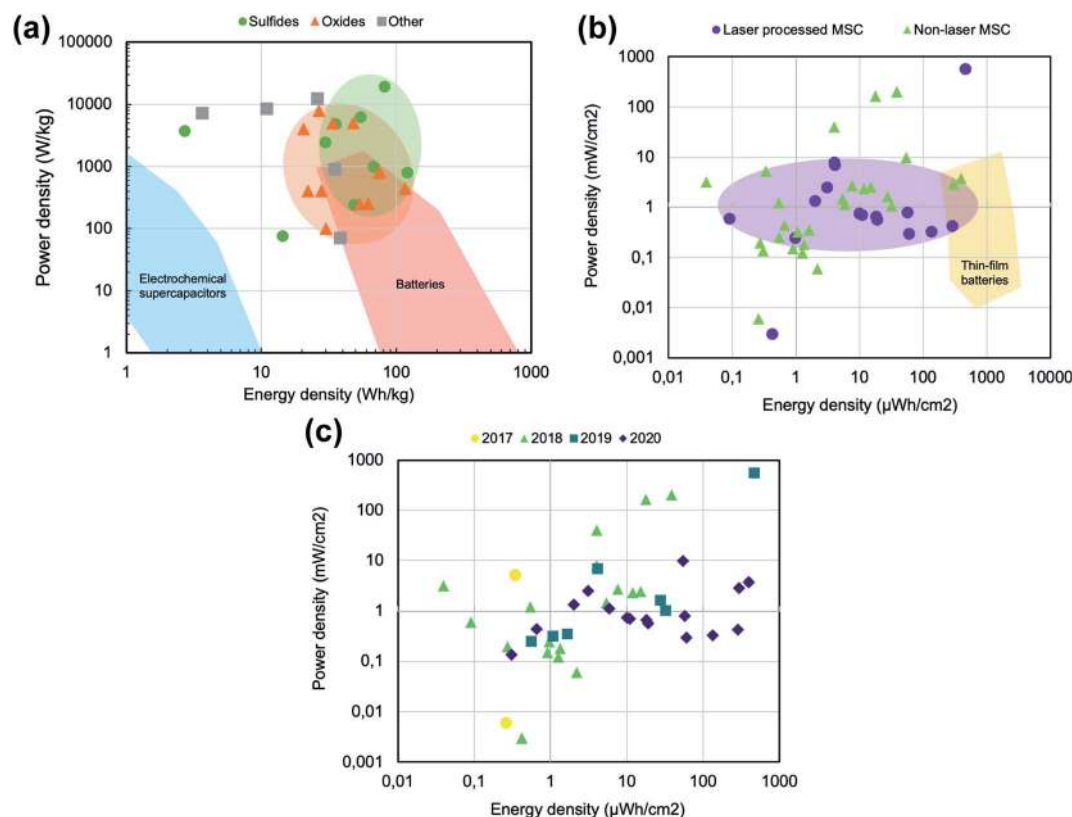 (a)
Sulfides Oxides Other
Power density (W/kg)
100000
10000
1000
100
10
1
Electrochemical
supercapacitors
Batteries
1 10 100 1000
Energy density (Wh/kg)
(b)
Laser processed MSC Non-laser MSC
Power density (mW/cm2)
1000
100
10
1
0,1
0,01
0,001
Thin-film
batteries
0,01 0,1 1 10 100 1000 10000
Energy density (µWh/cm2)
(c)
2017 2018 2019 2020
Power density (mW/cm2)
1000
100
10
1
0,1
0,01
0,001
0,01 0,1 1 10 100 1000
Energy density (µWh/cm2)